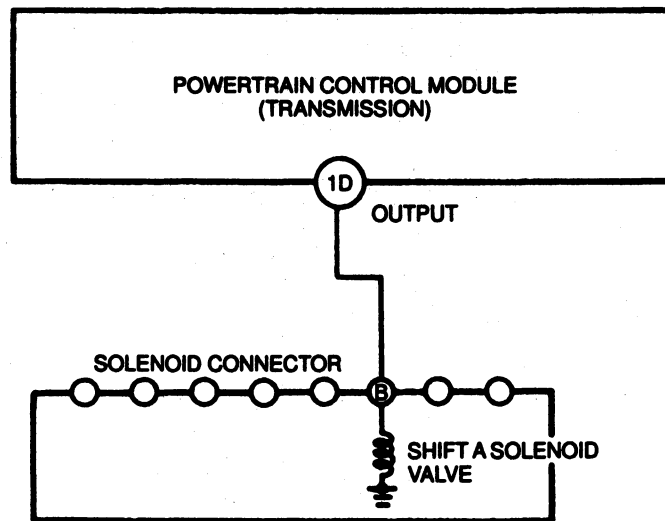 POWERTRAIN CONTROL MODULE
(TRANSMISSION)
1D
OUTPUT
SOLENOID CONNECTOR
B
SHIFT A SOLENOID
VALVE